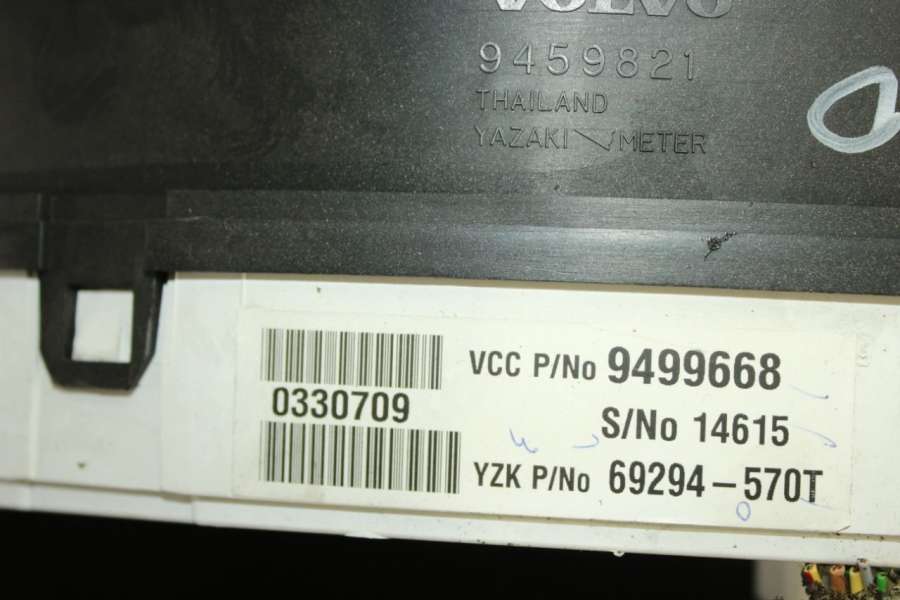 VOLVO
9459821
THAILAND
YAZAKI METER
VCC P/No 9499668
0330709
S/No 14615
YZK P/No 69294-570T